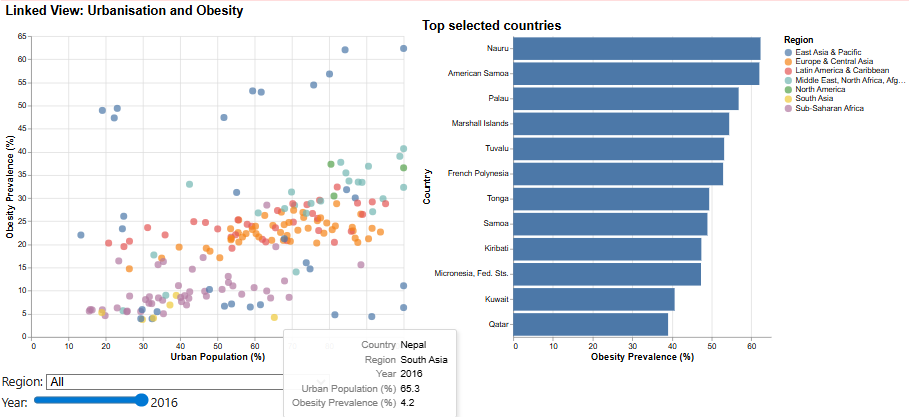 Linked View: Urbanisation and Obesity
65
60
55
50
45
40
35
30
25
20
15
10
5
0
Obesity Prevalence (%)
0 10 20 30 40 50 60
Urban Population (%)
Top selected countries
Nauru
American Samoa
Palau
Marshall Islands
Tuvalu
French Polynesia
Tonga
Samoa
Kiribati
Micronesia, Fed. Sts.
Kuwait
Qatar
Country
0 10 20 30 40 50 60
Obesity Prevalence (%)
Region
East Asia & Pacific
Europe & Central Asia
Latin America & Caribbean
Middle East, North Africa, Afg…
North America
South Asia
Sub-Saharan Africa
Country Nepal
Region South Asia
Year 2016
Urban Population (%) 65.3
Obesity Prevalence (%) 4.2
Region: All
Year: 2016